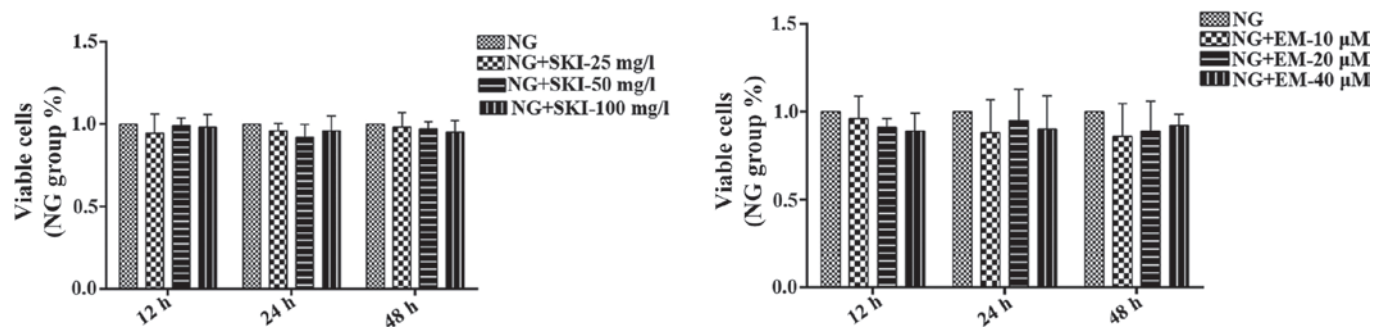 Viable cells
(NG group %)
1.5
1.0
0.5
0.0
12 h
24 h
48 h
NG
NG+SKI-25 mg/l
NG+SKI-50 mg/l
NG+SKI-100 mg/l
Viable cells
(NG group %)
1.5
1.0
0.5
0.0
12 h
24 h
48 h
NG
NG+EM-10 μM
NG+EM-20 μM
NG+EM-40 μM